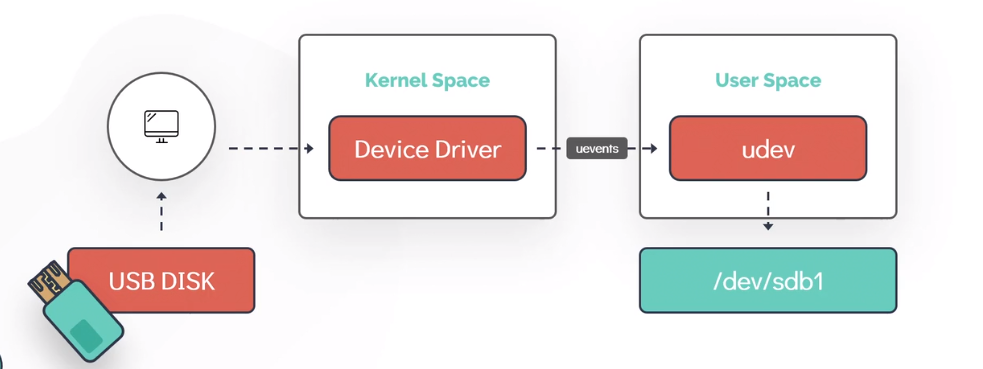 Kernel Space
User Space
Device Driver
uevents
udev
USB DISK
/dev/sdb1